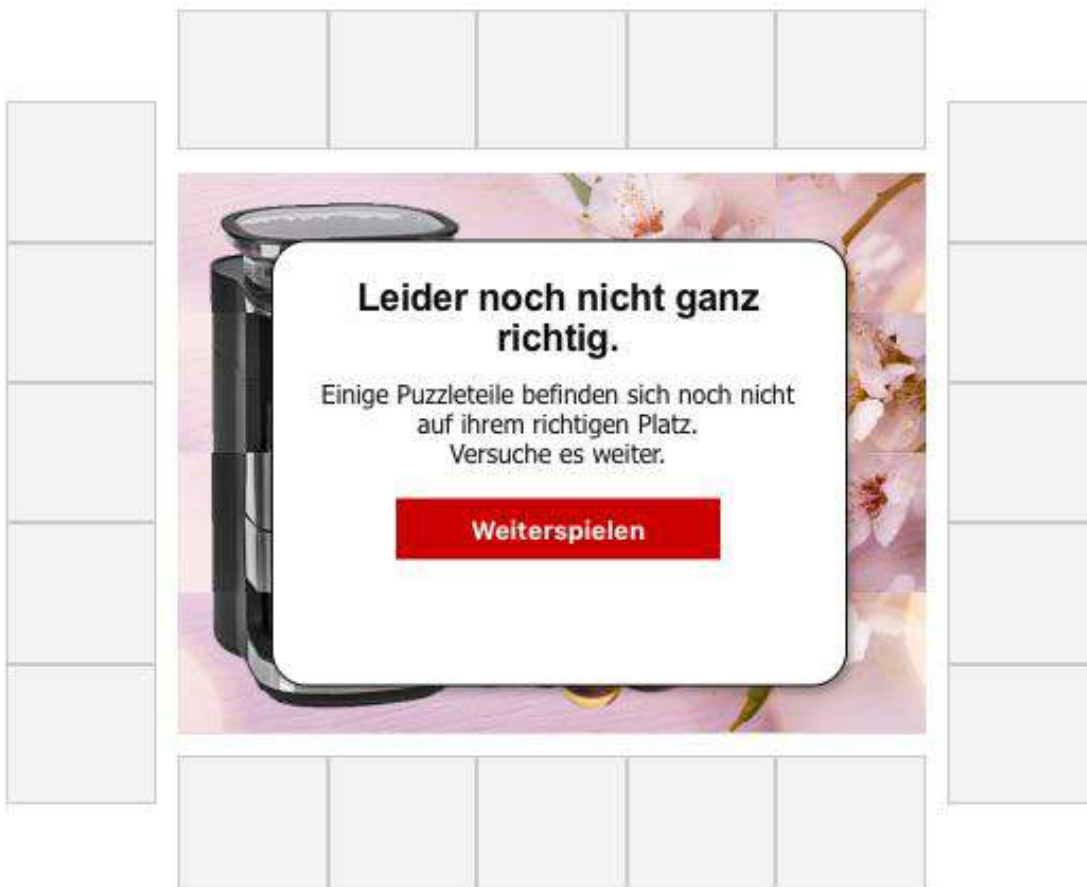 Leider noch nicht ganz
richtig.
Einige Puzzleteile befinden sich noch nicht
auf ihrem richtigen Platz.
Versuche es weiter.
Weiterspielen